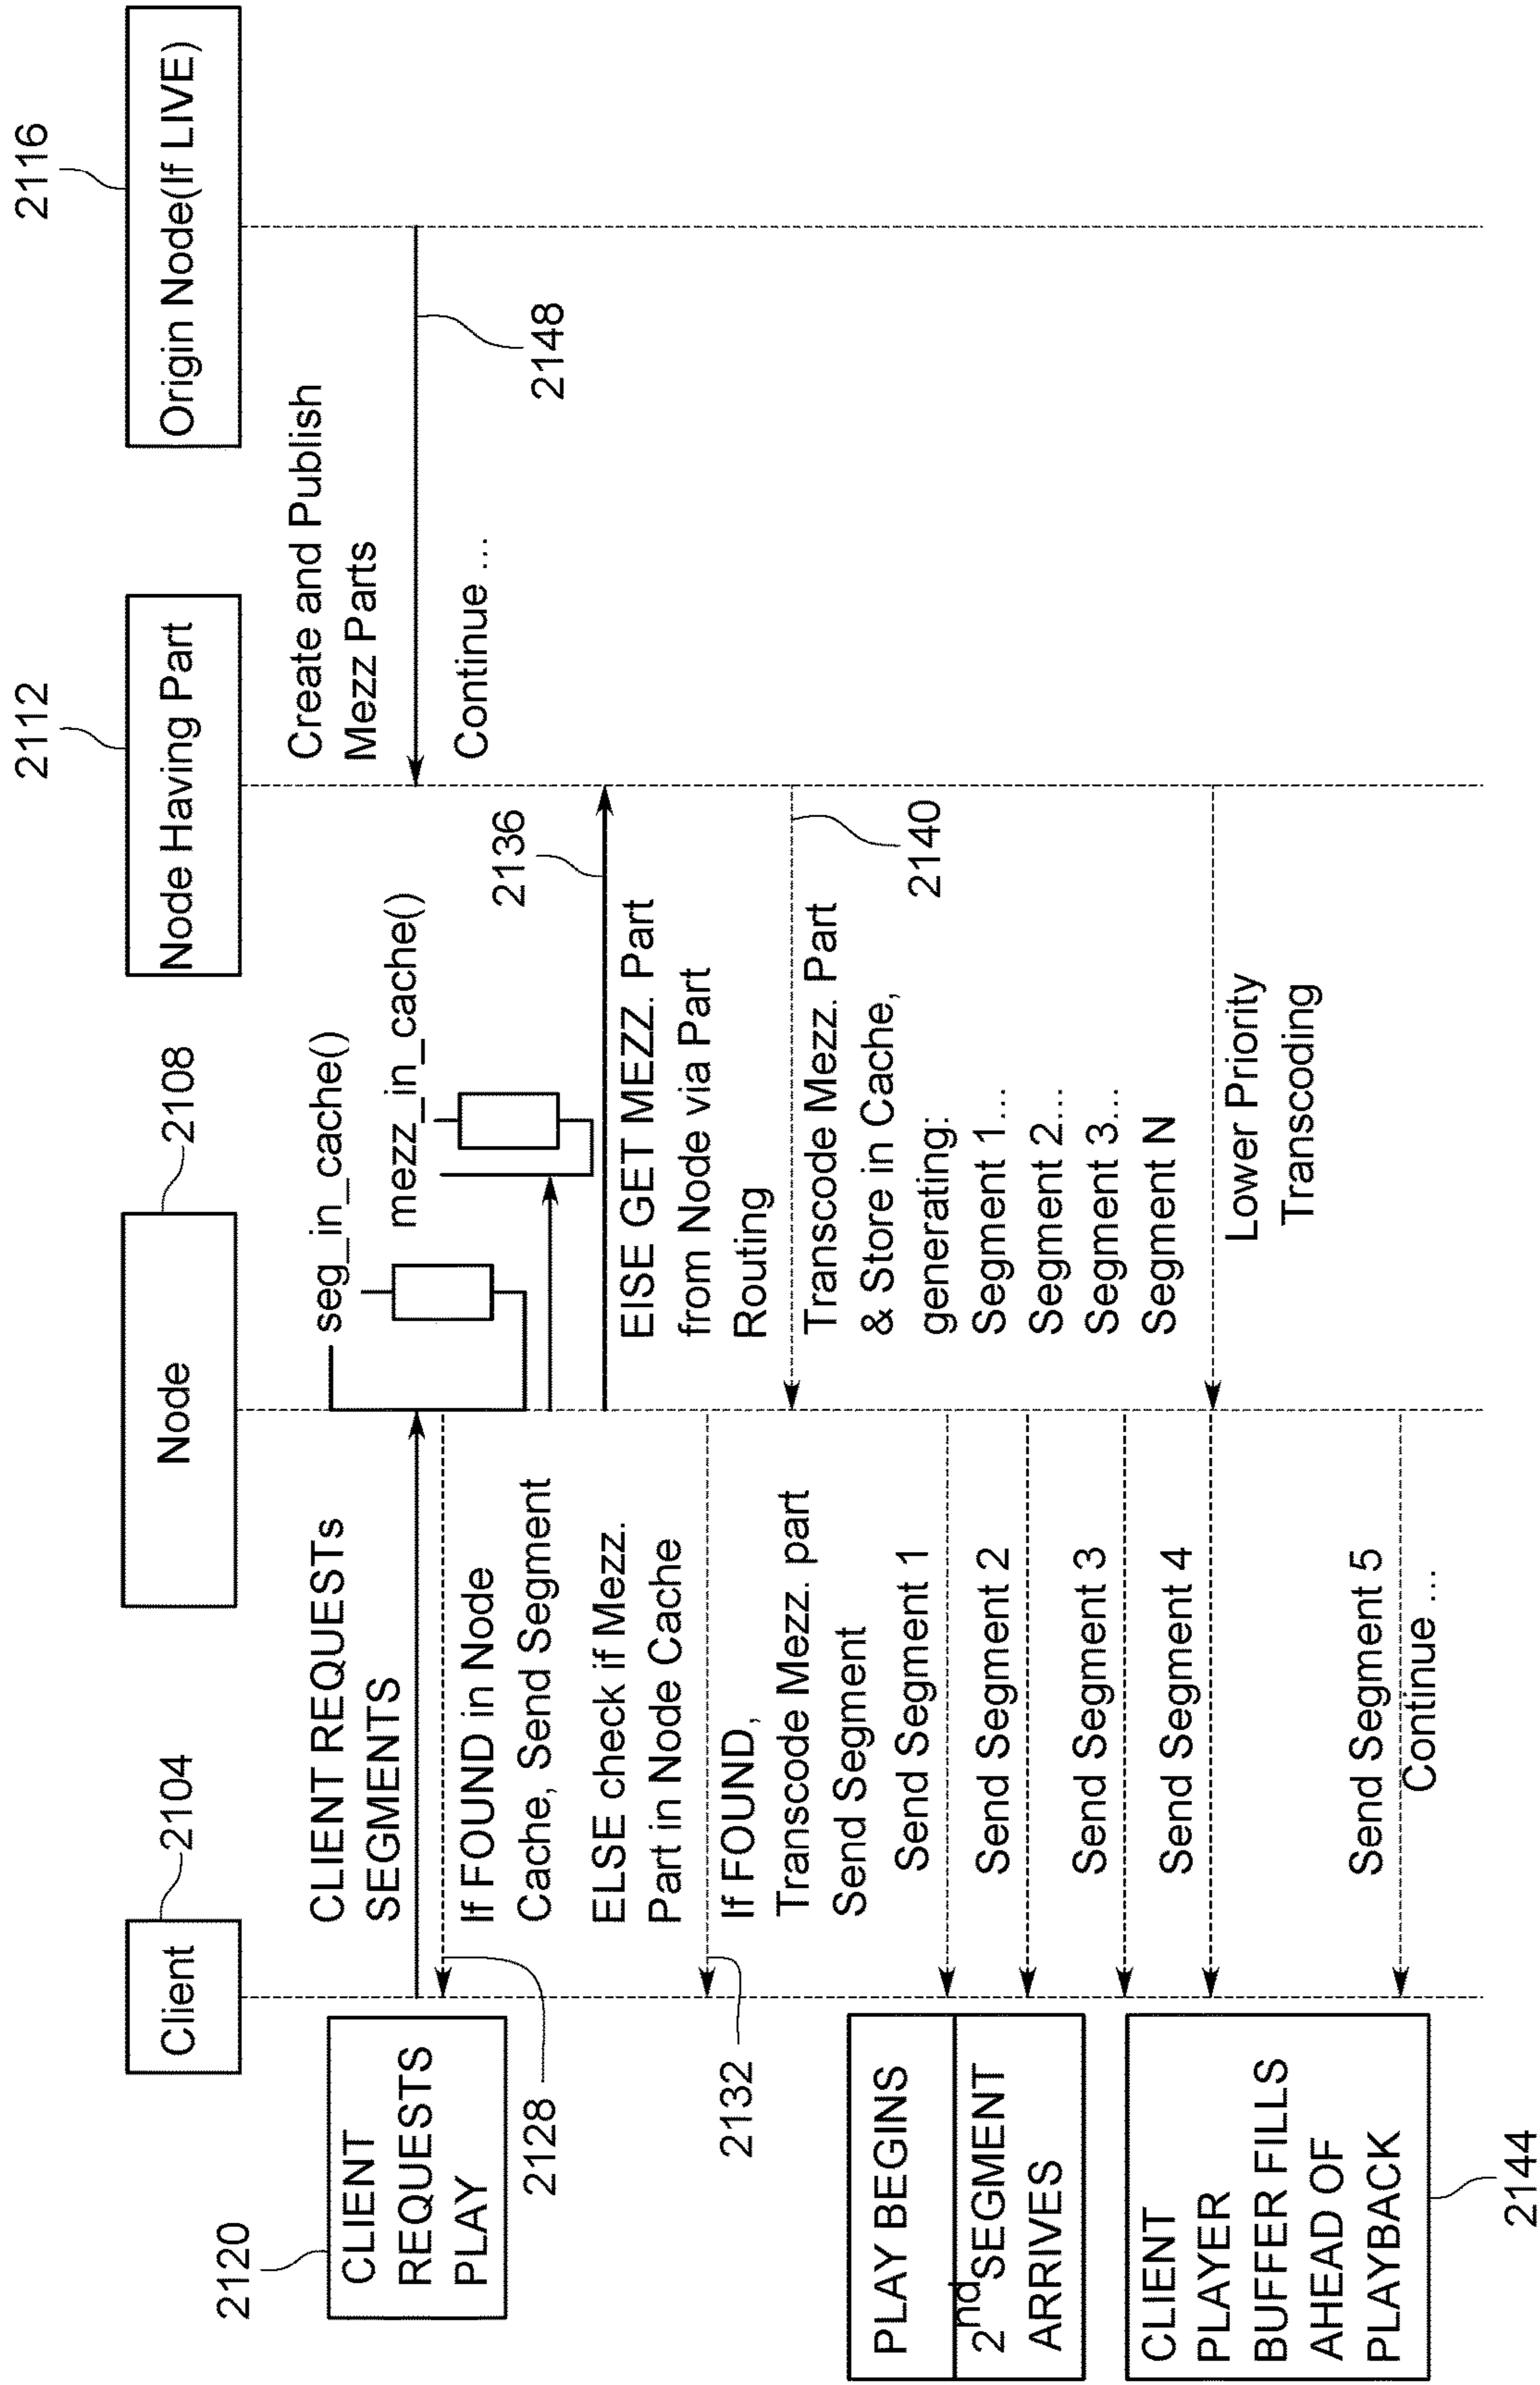 Client
2104
Node
2108
Node Having Part
2112
Origin Node(If LIVE)
2116
CLIENT
REQUESTS
PLAY
2120
CLIENT REQUESTs
SEGMENTS
seg_in_cache()
mezz_in_cache()
Create and Publish
Mezz Parts
2148
Continue ...
2128
If FOUND in Node
Cache, Send Segment
2136
ElSE GET MEZZ. Part
from Node via Part
Routing
ELSE check if Mezz.
Part in Node Cache
2132
If FOUND,
Transcode Mezz. part
Send Segment
2140
Transcode Mezz. Part
& Store in Cache,
generating:
Segment 1...
Segment 2...
Segment 3...
Segment N
PLAY BEGINS
2nd SEGMENT
ARRIVES
Send Segment 1
Send Segment 2
Send Segment 3
Send Segment 4
Lower Priority
Transcoding
CLIENT
PLAYER
BUFFER FILLS
AHEAD OF
PLAYBACK
2144
Send Segment 5
Continue ...